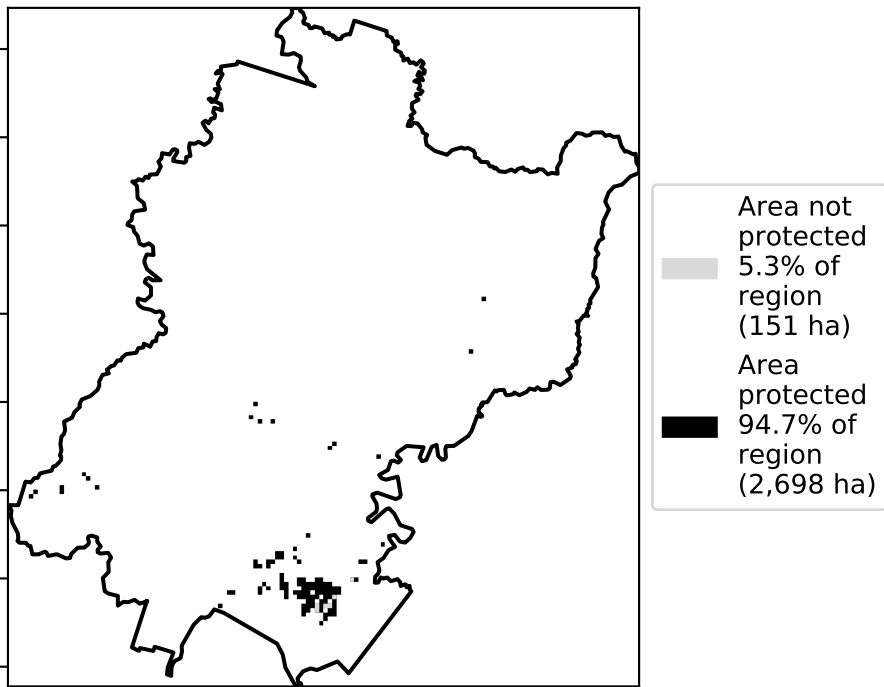 Area not
protected
5.3% of
region
(151 ha)
Area
protected
94.7% of
region
(2,698 ha)